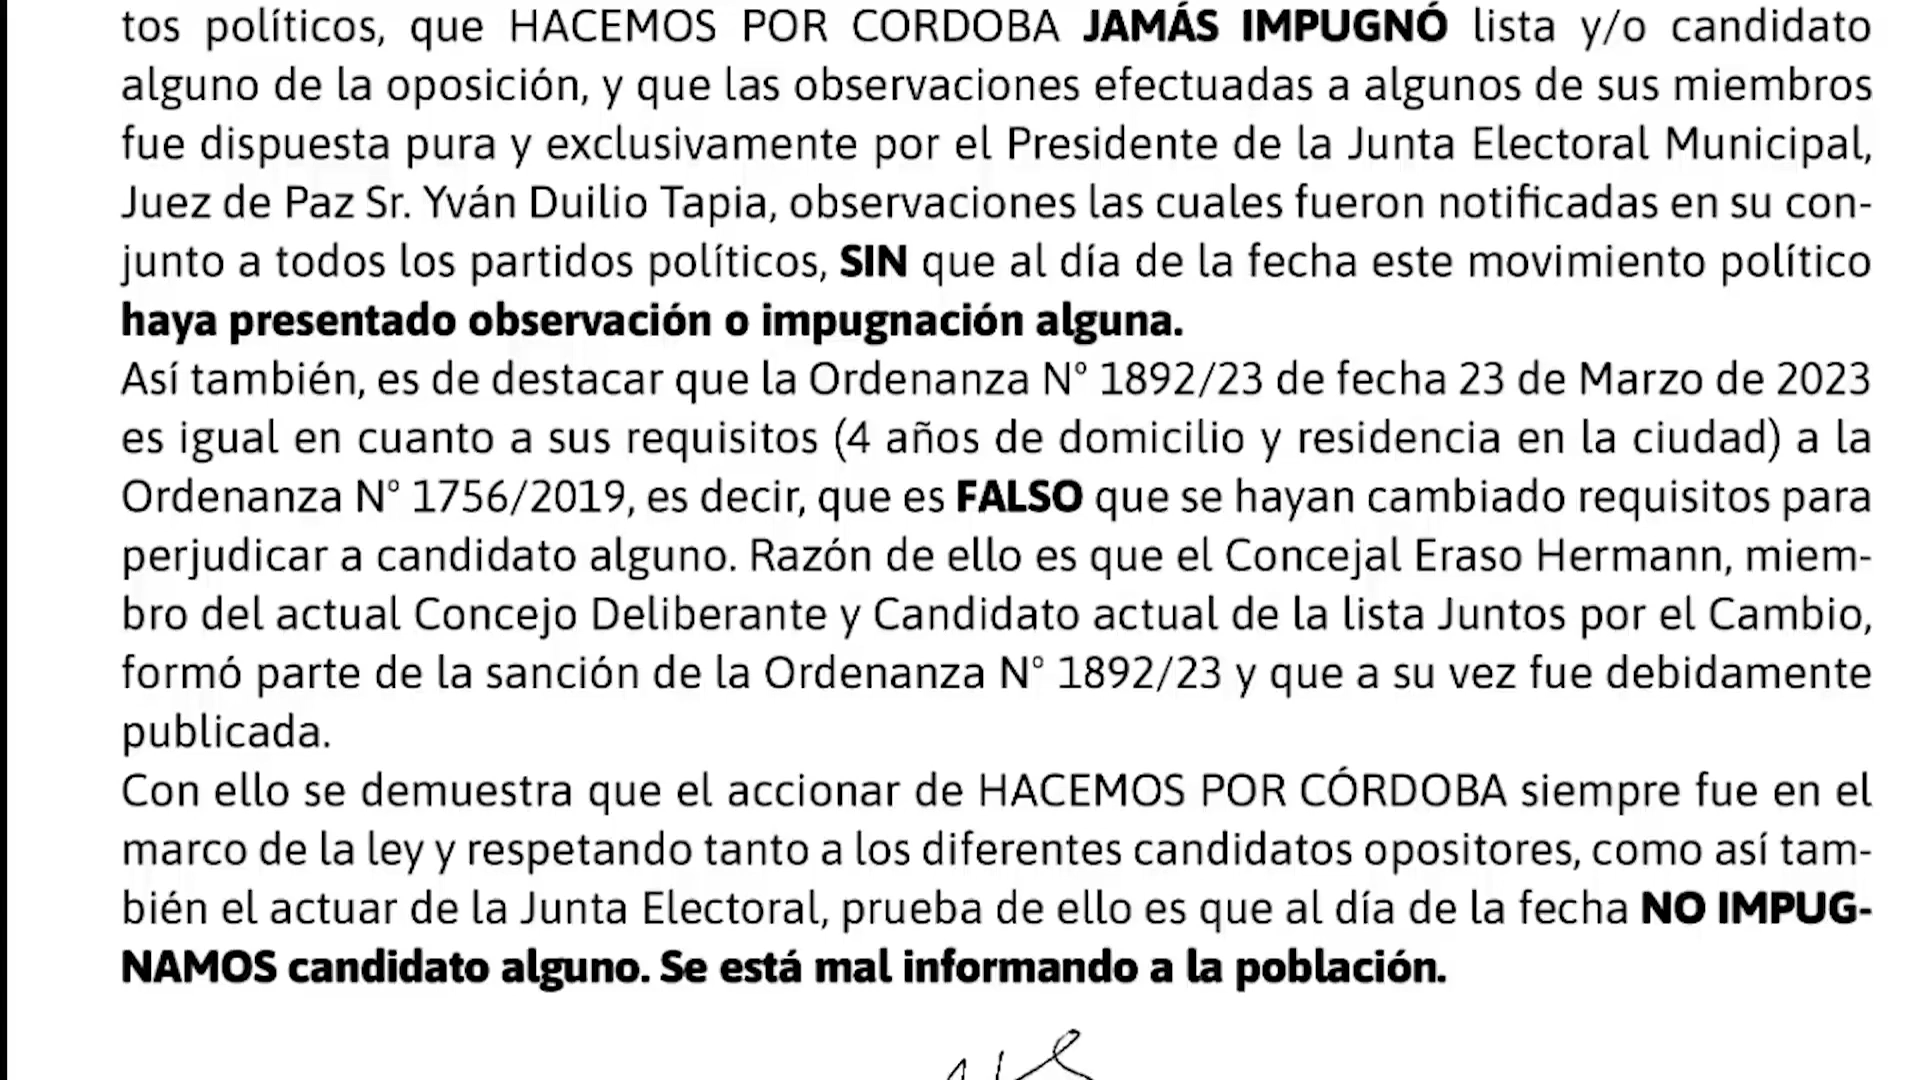 tos políticos, que HACEMOS POR CORDOBA JAMÁS IMPUGNÓ lista y/o candidato
alguno de la oposición, y que las observaciones efectuadas a algunos de sus miembros
fue dispuesta pura y exclusivamente por el Presidente de la Junta Electoral Municipal,
Juez de Paz Sr. Yván Duilio Tapia, observaciones las cuales fueron notificadas en su con-
junto a todos los partidos políticos, SIN que al día de la fecha este movimiento político
haya presentado observación o impugnación alguna.
Así también, es de destacar que la Ordenanza N° 1892/23 de fecha 23 de Marzo de 2023
es igual en cuanto a sus requisitos (4 años de domicilio y residencia en la ciudad) a la
Ordenanza N° 1756/2019, es decir, que es FALSO que se hayan cambiado requisitos para
perjudicar a candidato alguno. Razón de ello es que el Concejal Eraso Hermann, miem-
bro del actual Concejo Deliberante y Candidato actual de la lista Juntos por el Cambio,
formó parte de la sanción de la Ordenanza N° 1892/23 y que a su vez fue debidamente
publicada.
Con ello se demuestra que el accionar de HACEMOS POR CÓRDOBA siempre fue en el
marco de la ley y respetando tanto a los diferentes candidatos opositores, como así tam-
bién el actuar de la Junta Electoral, prueba de ello es que al día de la fecha NO IMPUG-
NAMOS candidato alguno. Se está mal informando a la población.